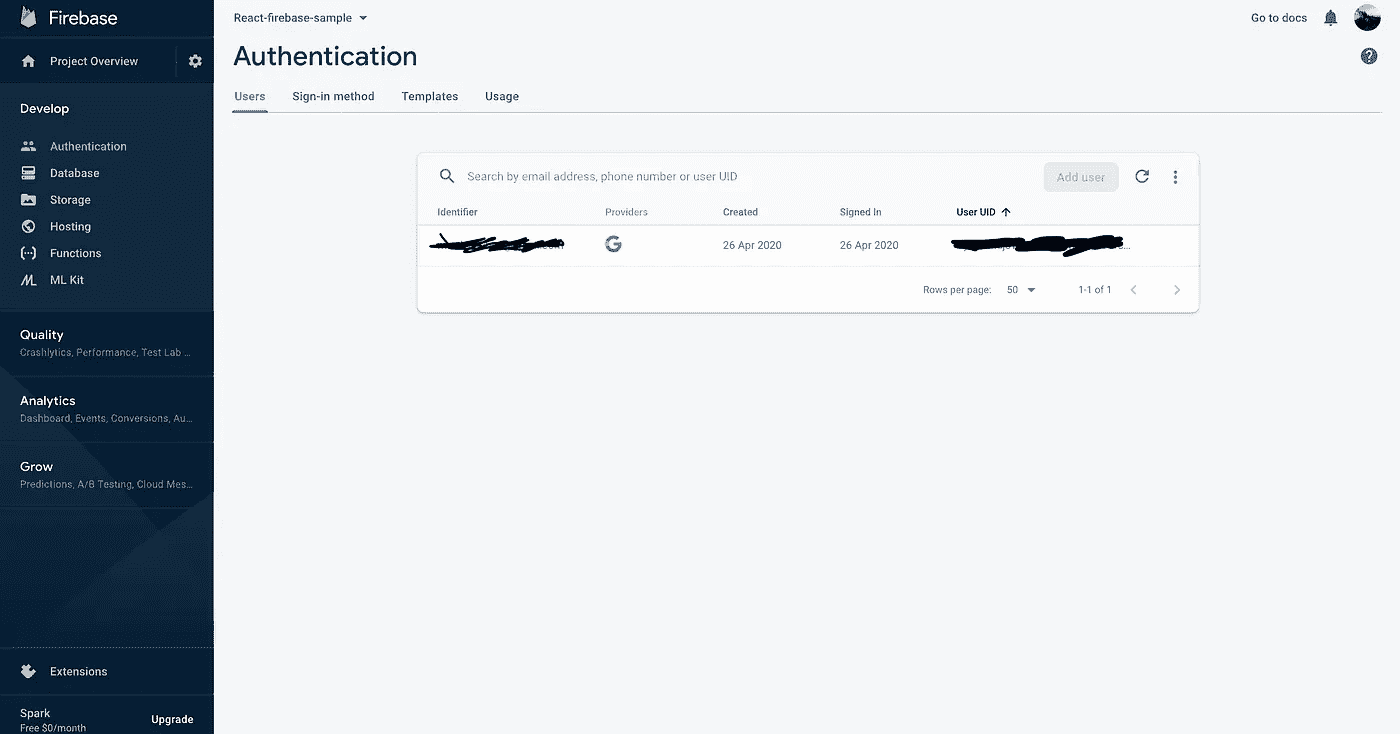 Firebase
Project Overview
Develop
Authentication
Database
Storage
Hosting
Functions
ML Kit
Quality
Crashlytics, Performance, Test Lab ...
Analytics
Dashboard, Events, Conversions, Au...
Grow
Predictions, A/B Testing, Cloud Mes...
Extensions
Spark
Free $0/month
Upgrade
React-firebase-sample
Go to docs
Authentication
Users Sign-in method Templates Usage
Search by email address, phone number or user UID
Add user
Identifier Providers Created Signed In User UID
26 Apr 2020 26 Apr 2020
Rows per page: 50 1-1 of 1